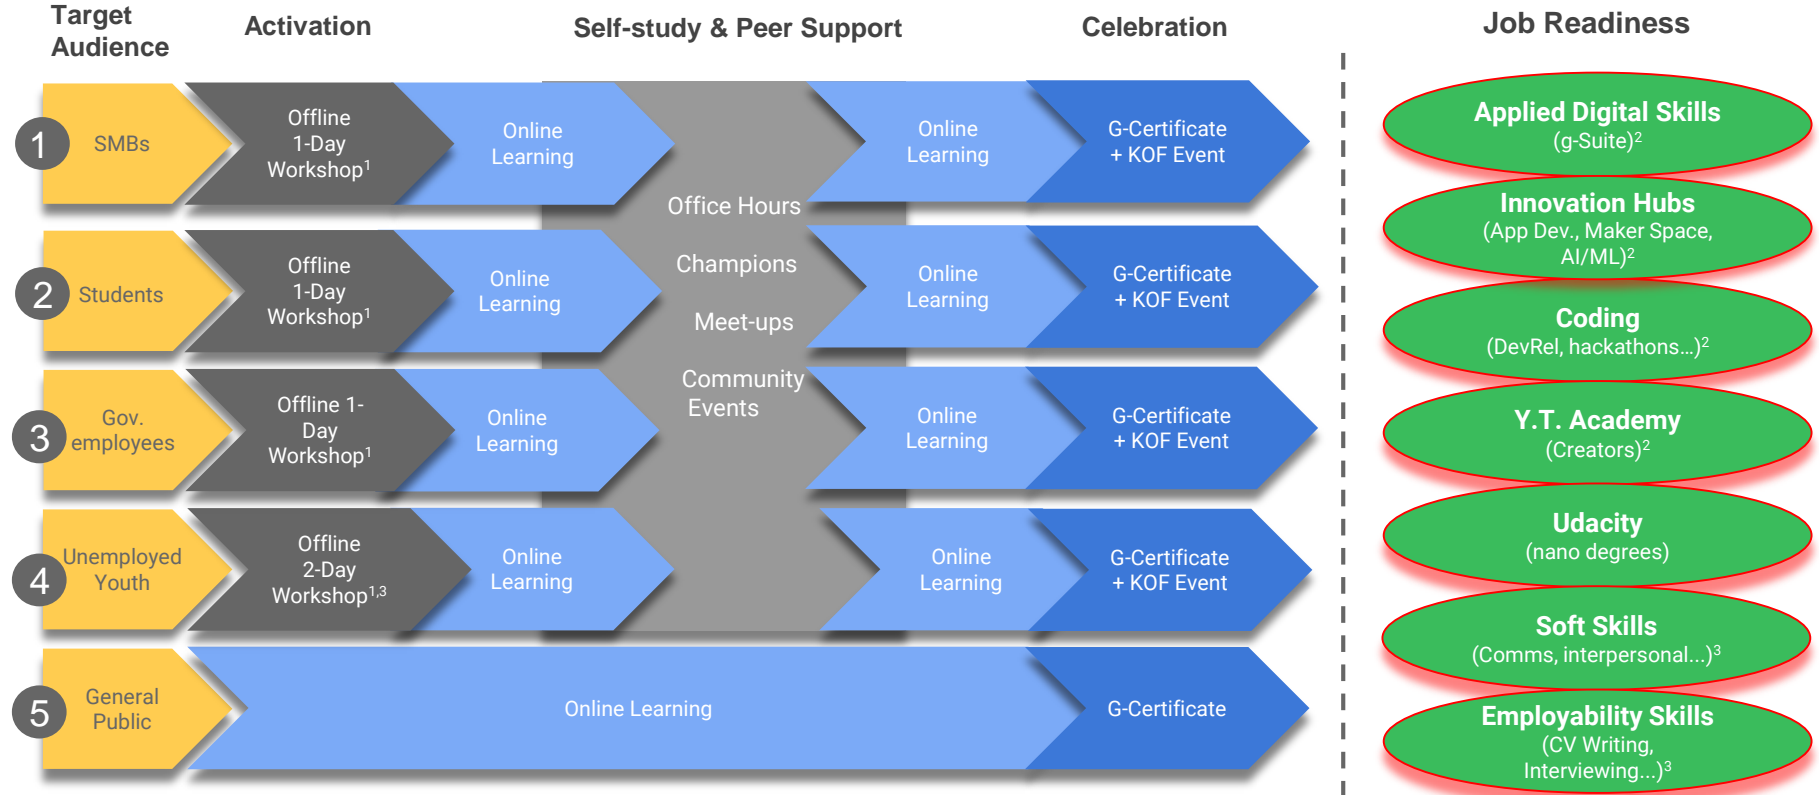 Target
Audience
Activation
Self-study & Peer Support
Celebration
Job Readiness
1
SMBs
Offline
1-Day
Workshop¹
Online
Learning
Online
Learning
G-Certificate
+ KOF Event
2
Students
Offline
1-Day
Workshop¹
Online
Learning
Online
Learning
G-Certificate
+ KOF Event
3
Gov.
employees
Offline 1-
Day
Workshop¹
Online
Learning
Online
Learning
G-Certificate
+ KOF Event
4
Unemployed
Youth
Offline
2-Day
Workshop¹,³
Online
Learning
Online
Learning
G-Certificate
+ KOF Event
Office Hours
Champions
Meet-ups
Community
Events
5
General
Public
Online Learning
G-Certificate
Applied Digital Skills
(g-Suite)²
Innovation Hubs
(App Dev., Maker Space,
AI/ML)²
Coding
(DevRel, hackathons…)²
Y.T. Academy
(Creators)²
Udacity
(nano degrees)
Soft Skills
(Comms, interpersonal...)³
Employability Skills
(CV Writing,
Interviewing...)³